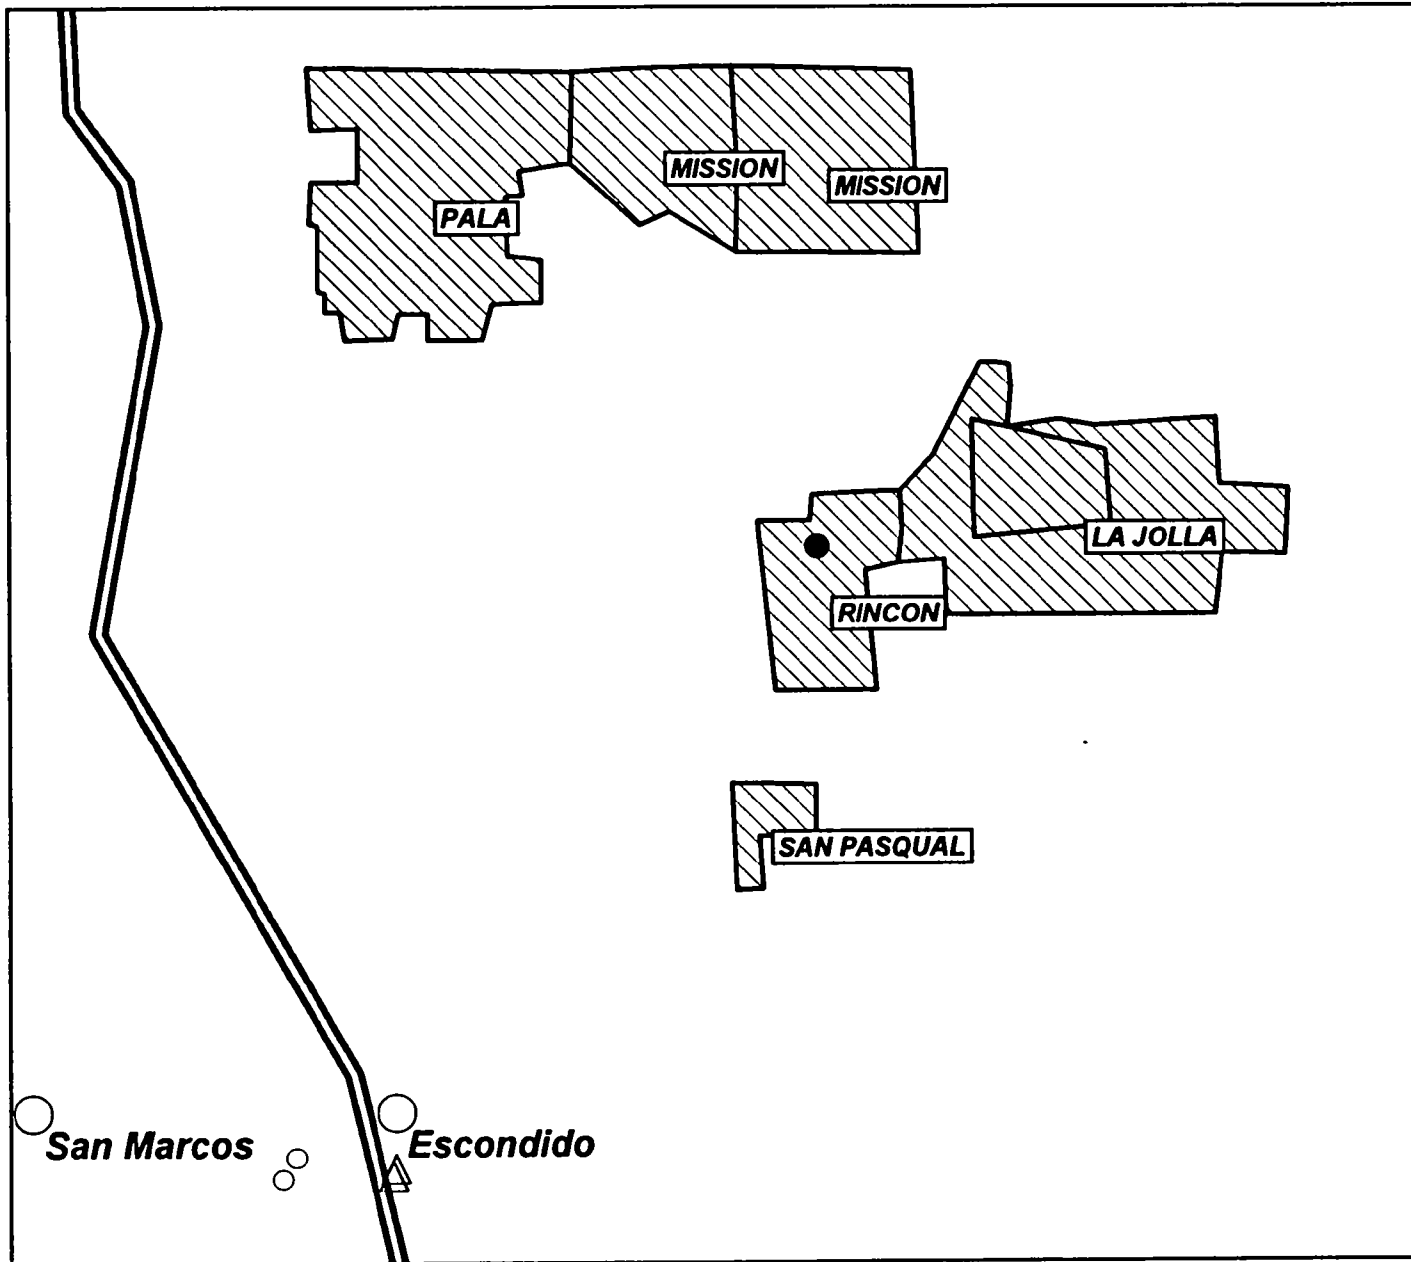 MISSION
MISSION
PALA
LA JOLLA
RINCON
SAN PASQUAL
San Marcos
Escondido